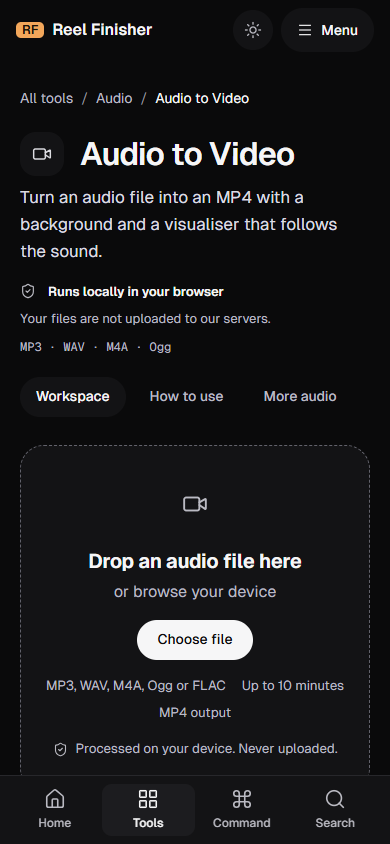 RF Reel Finisher
Menu
All tools / Audio / Audio to Video
Audio to Video
Turn an audio file into an MP4 with a
background and a visualiser that follows
the sound.
Runs locally in your browser
Your files are not uploaded to our servers.
MP3 · WAV · M4A · Ogg
Workspace How to use More audio
Drop an audio file here
or browse your device
Choose file
MP3, WAV, M4A, Ogg or FLAC Up to 10 minutes
MP4 output
Processed on your device. Never uploaded.
Home Tools Command Search